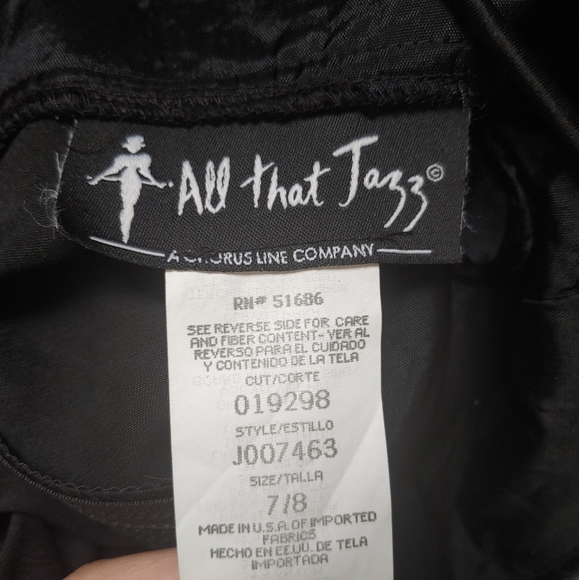 All that Jazz©
A CHORUS LINE COMPANY
RN# 51686
SEE REVERSE SIDE FOR CARE
AND FIBER CONTENT-VER AL
REVERSO PARA EL CUIDADO
Y CONTENIDO DE LA TELA
CUT/CORTE
019298
STYLE/ESTILLO
J007463
SIZE/TALLA
7/8
MADE IN U.S.A. OF IMPORTED
FABRICS
HECHO EN EE.UU. DE TELA
IMPORTADO